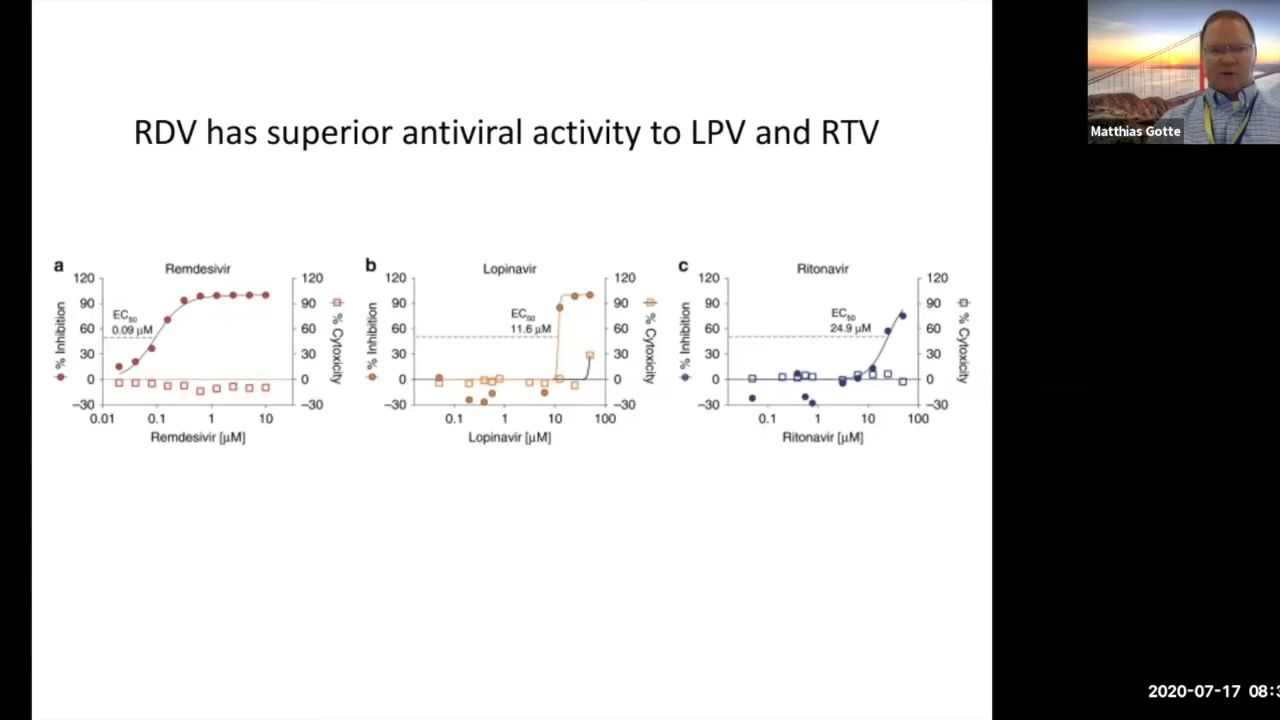 RDV has superior antiviral activity to LPV and RTV
Matthias Gotte
a
Remdesivir
120
90
60
30
0
–30
% Inhibition
EC50
0.09 µM
120
90
60
30
0
–30
% Cytoxicity
0.01
0.1
1
10
Remdesivir [µM]
b
Lopinavir
120
90
60
30
0
–30
% Inhibition
EC50
11.6 µM
120
90
60
30
0
–30
% Cytoxicity
0.1
1
10
100
Lopinavir [µM]
c
Ritonavir
120
90
60
30
0
–30
% Inhibition
EC50
24.9 µM
120
90
60
30
0
–30
% Cytoxicity
0.1
1
10
100
Ritonavir [µM]
2020-07-17 08: